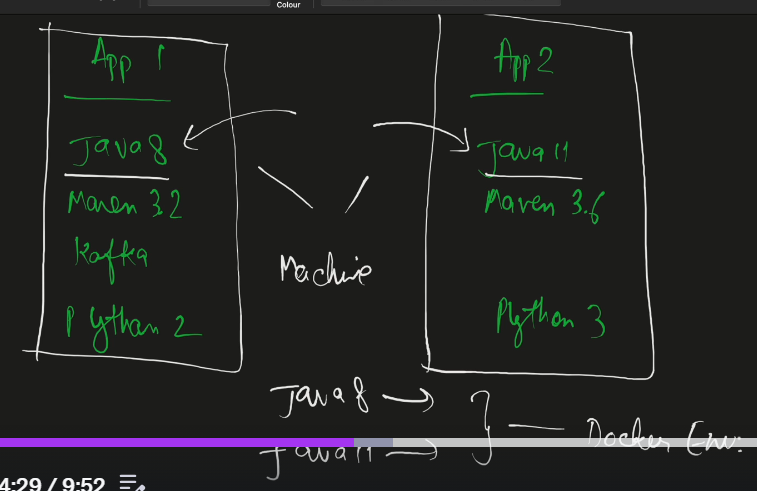 Colour
App 1
Java 8
Maven 3.2
Kafka
Python 2
App 2
Java 11
Maven 3.6
Python 3
Machine
Java 8
Java 11
Docker Env.
4:29 / 9:52